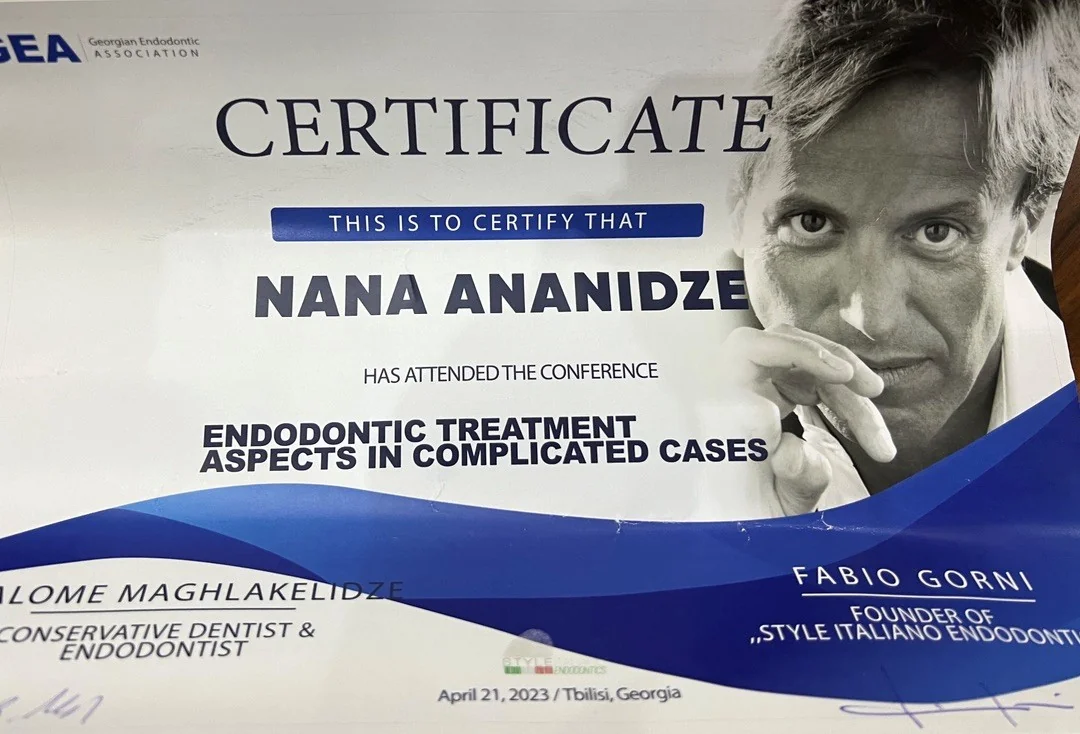 GEA Georgian Endodontic
ASSOCIATION
CERTIFICATE
THIS IS TO CERTIFY THAT
NANA ANANIDZE
HAS ATTENDED THE CONFERENCE
ENDODONTIC TREATMENT
ASPECTS IN COMPLICATED CASES
ALOME MAGHLAKELIDZE
CONSERVATIVE DENTIST &
ENDODONTIST
FABIO GORNI
FOUNDER OF
„STYLE ITALIANO ENDODONTI
STYLE
ENDODONTICS
April 21, 2023 / Tbilisi, Georgia